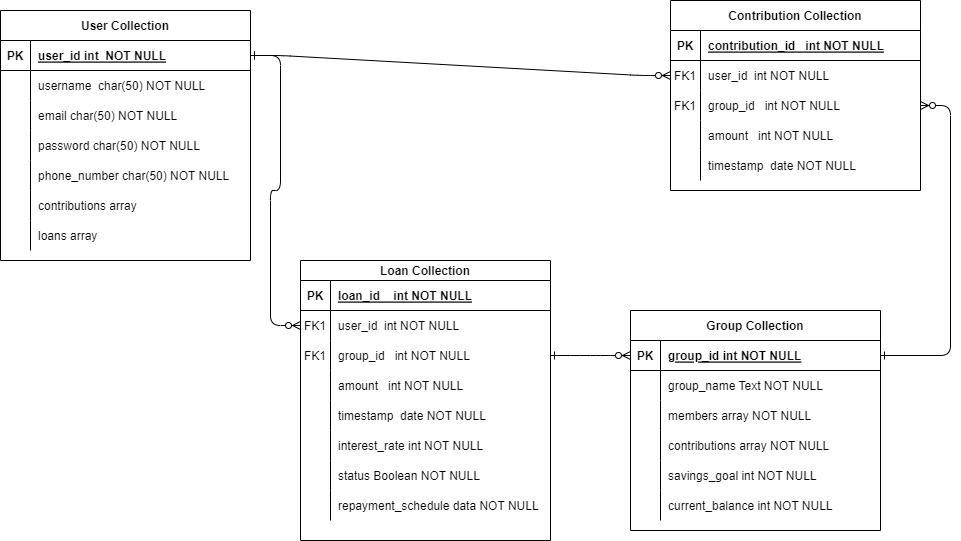 User Collection
PK user_id int NOT NULL
username char(50) NOT NULL
email char(50) NOT NULL
password char(50) NOT NULL
phone_number char(50) NOT NULL
contributions array
loans array
Contribution Collection
PK contribution_id int NOT NULL
FK1 user_id int NOT NULL
FK1 group_id int NOT NULL
amount int NOT NULL
timestamp date NOT NULL
Loan Collection
PK loan_id int NOT NULL
FK1 user_id int NOT NULL
FK1 group_id int NOT NULL
amount int NOT NULL
timestamp date NOT NULL
interest_rate int NOT NULL
status Boolean NOT NULL
repayment_schedule data NOT NULL
Group Collection
PK group_id int NOT NULL
group_name Text NOT NULL
members array NOT NULL
contributions array NOT NULL
savings_goal int NOT NULL
current_balance int NOT NULL